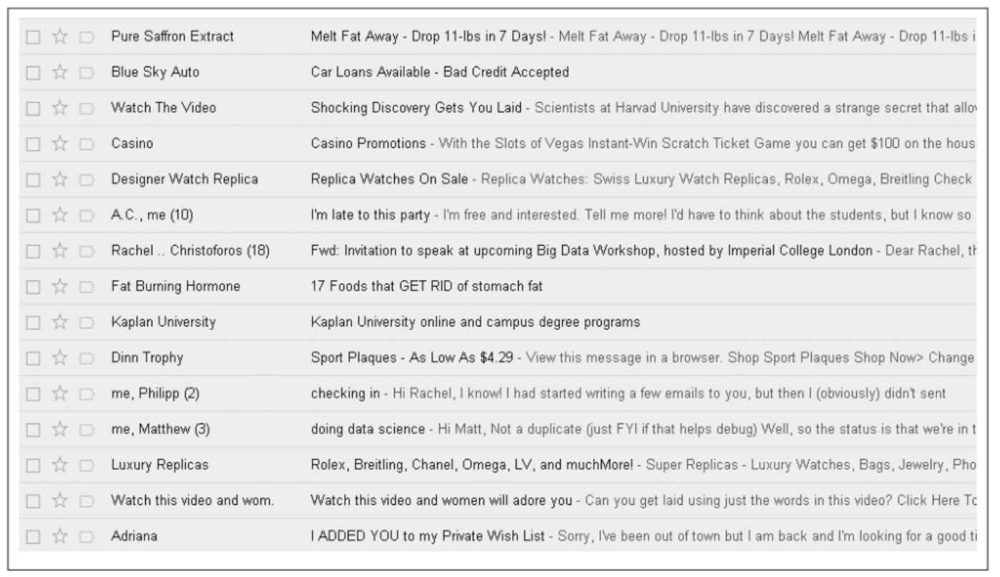 Pure Saffron Extract Melt Fat Away - Drop 11-lbs in 7 Days! - Melt Fat Away - Drop 11-lbs in 7 Days! Melt Fat Away - Drop 11-lbs i
Blue Sky Auto Car Loans Available - Bad Credit Accepted
Watch The Video Shocking Discovery Gets You Laid - Scientists at Harvad University have discovered a strange secret that allo
Casino Casino Promotions - With the Slots of Vegas Instant-Win Scratch Ticket Game you can get $100 on the hous
Designer Watch Replica Replica Watches On Sale - Replica Watches: Swiss Luxury Watch Replicas, Rolex, Omega, Breitling Check
A.C., me (10) I'm late to this party - I'm free and interested. Tell me more! I'd have to think about the students, but I know so
Rachel .. Christoforos (18) Fwd: Invitation to speak at upcoming Big Data Workshop, hosted by Imperial College London - Dear Rachel, th
Fat Burning Hormone 17 Foods that GET RID of stomach fat
Kaplan University Kaplan University online and campus degree programs
Dinn Trophy Sport Plaques - As Low As $4.29 - View this message in a browser. Shop Sport Plaques Shop Now> Change
me, Philipp (2) checking in - Hi Rachel, I know! I had started writing a few emails to you, but then I (obviously) didn't sent
me, Matthew (3) doing data science - Hi Matt, Not a duplicate (just FYI if that helps debug) Well, so the status is that we're in t
Luxury Replicas Rolex, Breitling, Chanel, Omega, LV, and muchMore! - Super Replicas - Luxury Watches, Bags, Jewelry, Pho
Watch this video and wom. Watch this video and women will adore you - Can you get laid using just the words in this video? Click Here To
Adriana I ADDED YOU to my Private Wish List - Sorry, I've been out of town but I am back and I'm looking for a good ti